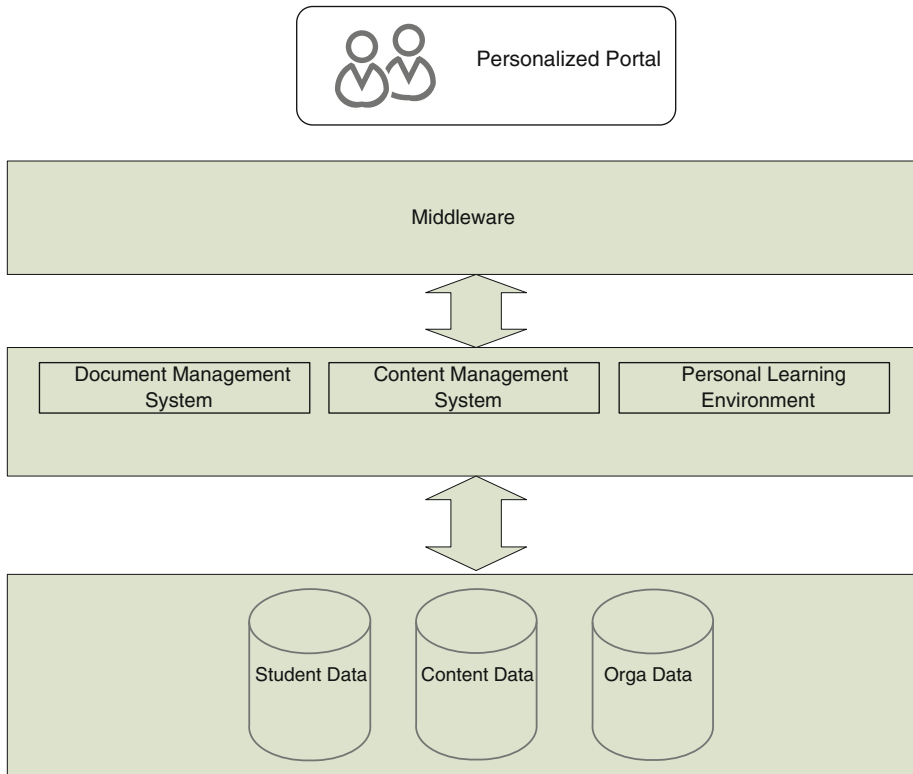 Personalized Portal
Middleware
Document Management
System
Content Management
System
Personal Learning
Environment
Student Data
Content Data
Orga Data